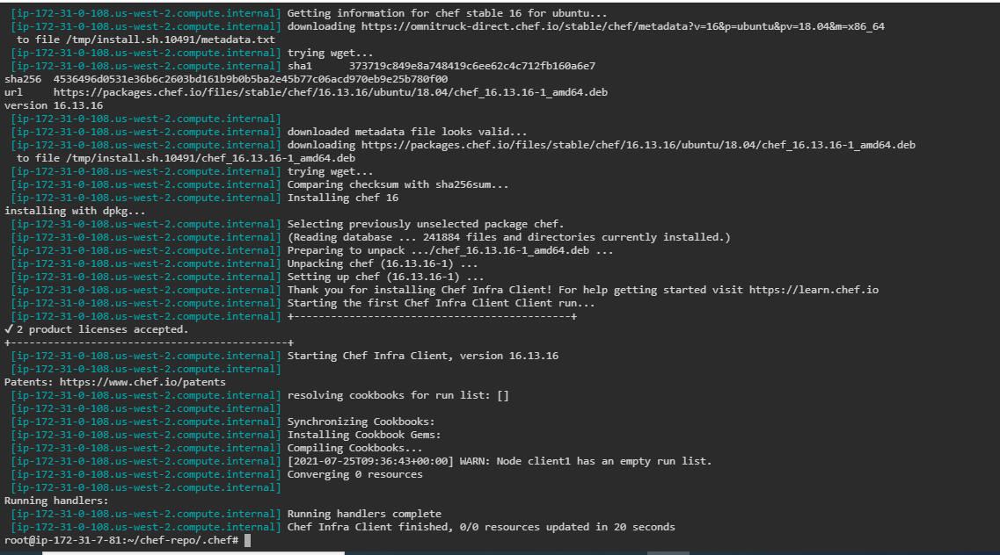 [ip-172-31-0-108.us-west-2.compute.internal] Getting information for chef stable 16 for ubuntu...
[ip-172-31-0-108.us-west-2.compute.internal] downloading https://omnitruck-direct.chef.io/stable/chef/metadata?v=16&p=ubuntu&pv=18.04&m=x86_64
to file /tmp/install.sh.10491/metadata.txt
[ip-172-31-0-108.us-west-2.compute.internal] trying wget...
[ip-172-31-0-108.us-west-2.compute.internal] sha1 373719c849e8a748419c6ee62c4c712fb160a6e7
sha256 4536496d0531e36b6c2603bd161b9b0b5ba2e45b77c06acd970eb9e25b780f00
url https://packages.chef.io/files/stable/chef/16.13.16/ubuntu/18.04/chef_16.13.16-1_amd64.deb
version 16.13.16
[ip-172-31-0-108.us-west-2.compute.internal]
[ip-172-31-0-108.us-west-2.compute.internal] downloaded metadata file looks valid...
[ip-172-31-0-108.us-west-2.compute.internal] downloading https://packages.chef.io/files/stable/chef/16.13.16/ubuntu/18.04/chef_16.13.16-1_amd64.deb
to file /tmp/install.sh.10491/chef_16.13.16-1_amd64.deb
[ip-172-31-0-108.us-west-2.compute.internal] trying wget...
[ip-172-31-0-108.us-west-2.compute.internal] Comparing checksum with sha256sum...
[ip-172-31-0-108.us-west-2.compute.internal] Installing chef 16
installing with dpkg...
[ip-172-31-0-108.us-west-2.compute.internal] Selecting previously unselected package chef.
[ip-172-31-0-108.us-west-2.compute.internal] (Reading database ... 241884 files and directories currently installed.)
[ip-172-31-0-108.us-west-2.compute.internal] Preparing to unpack .../chef_16.13.16-1_amd64.deb ...
[ip-172-31-0-108.us-west-2.compute.internal] Unpacking chef (16.13.16-1) ...
[ip-172-31-0-108.us-west-2.compute.internal] Setting up chef (16.13.16-1) ...
[ip-172-31-0-108.us-west-2.compute.internal] Thank you for installing Chef Infra Client! For help getting started visit https://learn.chef.io
[ip-172-31-0-108.us-west-2.compute.internal] Starting the first Chef Infra Client Client run...
[ip-172-31-0-108.us-west-2.compute.internal] +---------------------------------------------+
✔ 2 product licenses accepted.
+---------------------------------------------+
[ip-172-31-0-108.us-west-2.compute.internal] Starting Chef Infra Client, version 16.13.16
[ip-172-31-0-108.us-west-2.compute.internal]
Patents: https://www.chef.io/patents
[ip-172-31-0-108.us-west-2.compute.internal] resolving cookbooks for run list: []
[ip-172-31-0-108.us-west-2.compute.internal]
[ip-172-31-0-108.us-west-2.compute.internal] Synchronizing Cookbooks:
[ip-172-31-0-108.us-west-2.compute.internal] Installing Cookbook Gems:
[ip-172-31-0-108.us-west-2.compute.internal] Compiling Cookbooks...
[ip-172-31-0-108.us-west-2.compute.internal] [2021-07-25T09:36:43+00:00] WARN: Node client1 has an empty run list.
[ip-172-31-0-108.us-west-2.compute.internal] Converging 0 resources
[ip-172-31-0-108.us-west-2.compute.internal]
Running handlers:
[ip-172-31-0-108.us-west-2.compute.internal] Running handlers complete
[ip-172-31-0-108.us-west-2.compute.internal] Chef Infra Client finished, 0/0 resources updated in 20 seconds
root@ip-172-31-7-81:~/chef-repo/.chef#